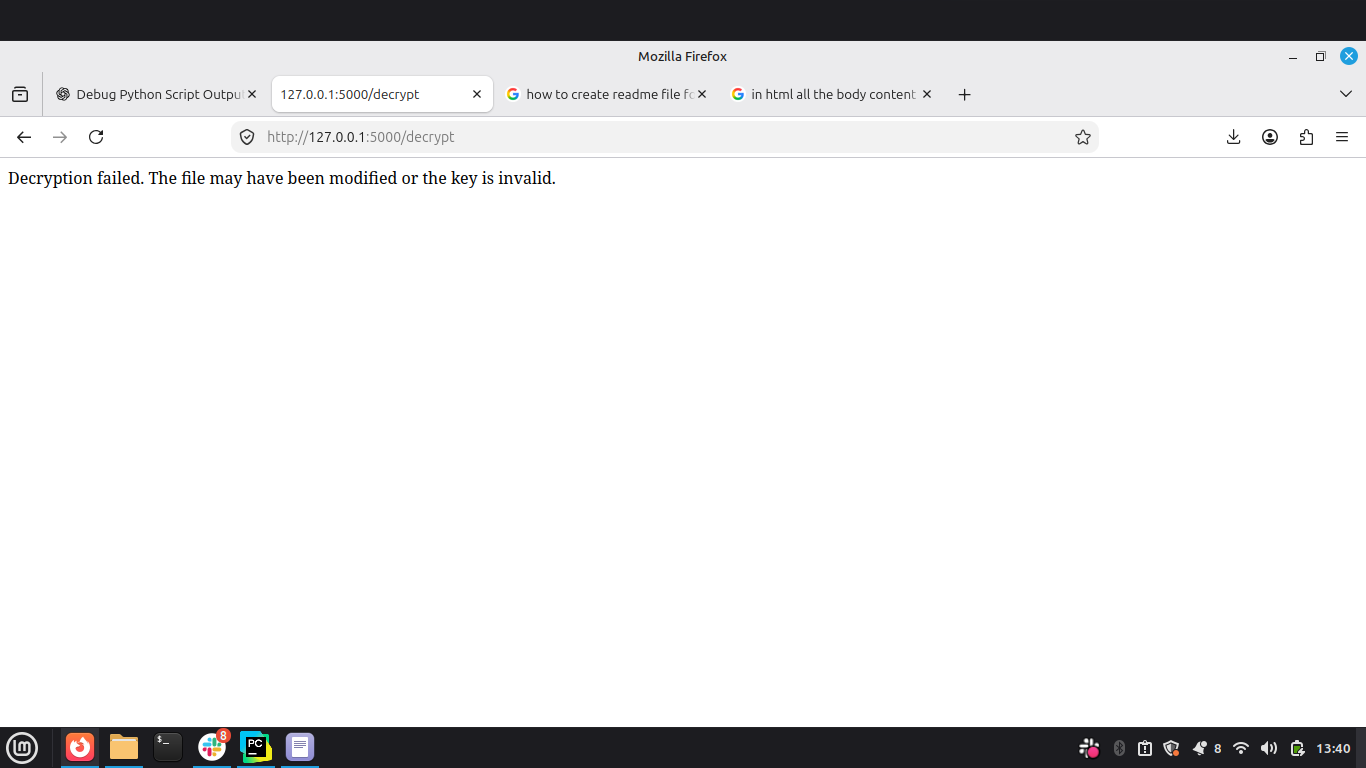 Mozilla Firefox
Debug Python Script Outpu
127.0.0.1:5000/decrypt
how to create readme file fo
in html all the body content
http://127.0.0.1:5000/decrypt
Decryption failed. The file may have been modified or the key is invalid.
lm
$_
8
PC
8
13:40